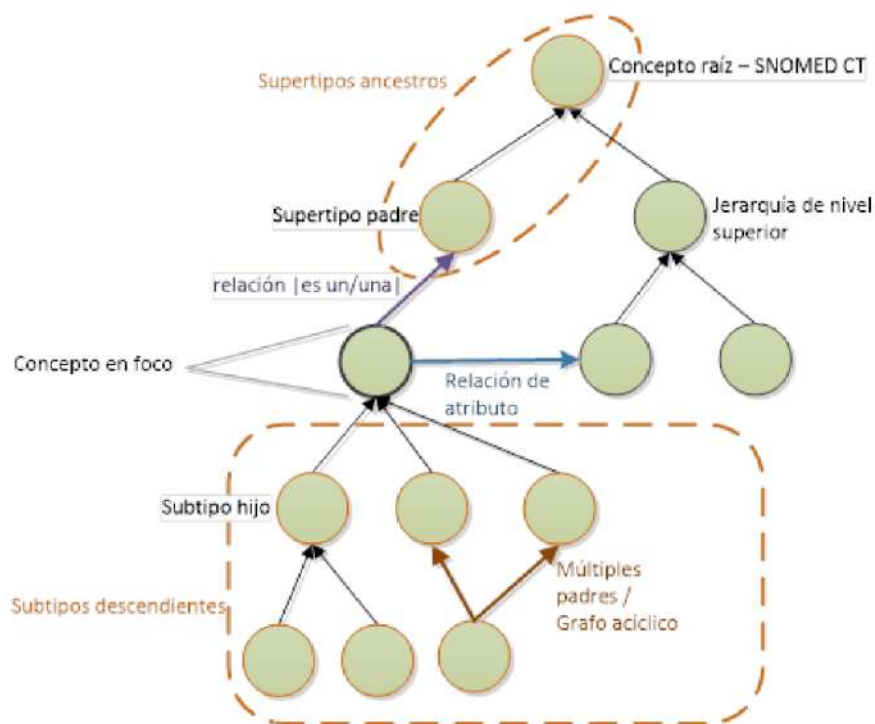 Concepto raíz – SNOMED CT
Supertipos ancestros
Supertipo padre
Jerarquía de nivel
superior
relación |es un/una|
Concepto en foco
Relación de
atributo
Subtipo hijo
Múltiples
padres /
Grafo acíclico
Subtipos descendientes